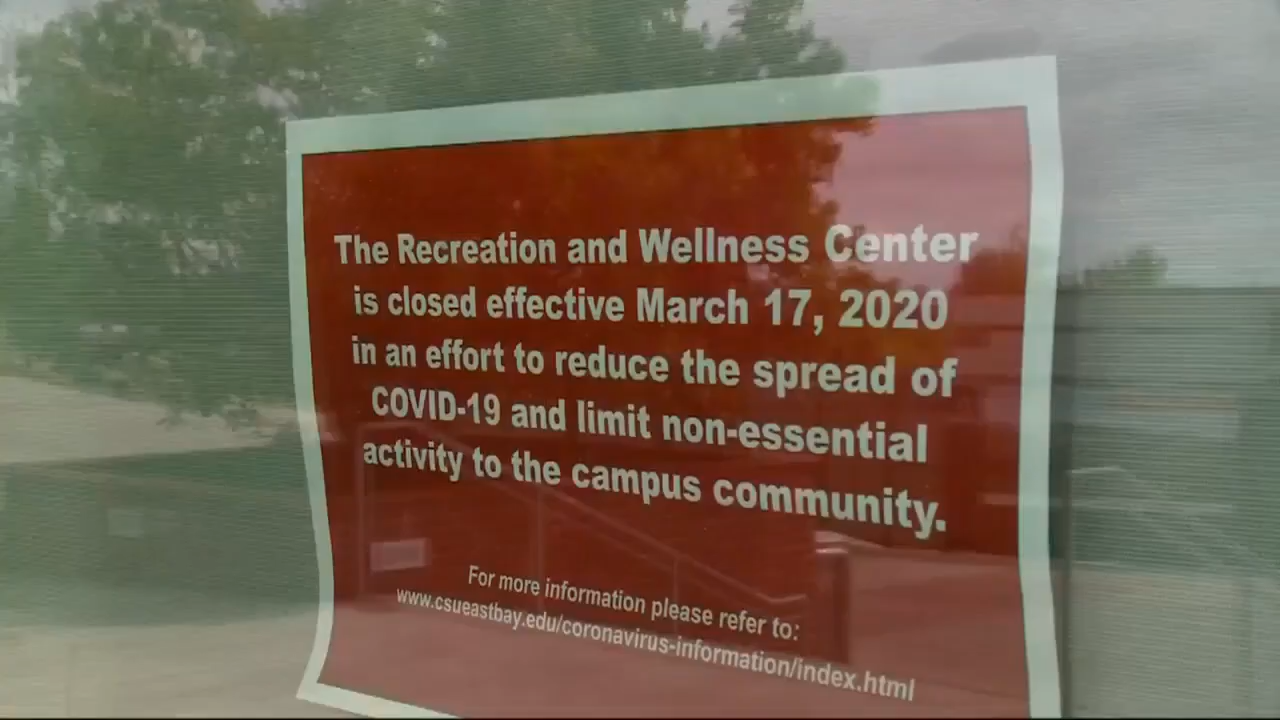 The Recreation and Wellness Center
is closed effective March 17, 2020
in an effort to reduce the spread of
COVID-19 and limit non-essential
activity to the campus community.
For more information please refer to:
www.csueastbay.edu/coronavirus-information/index.html